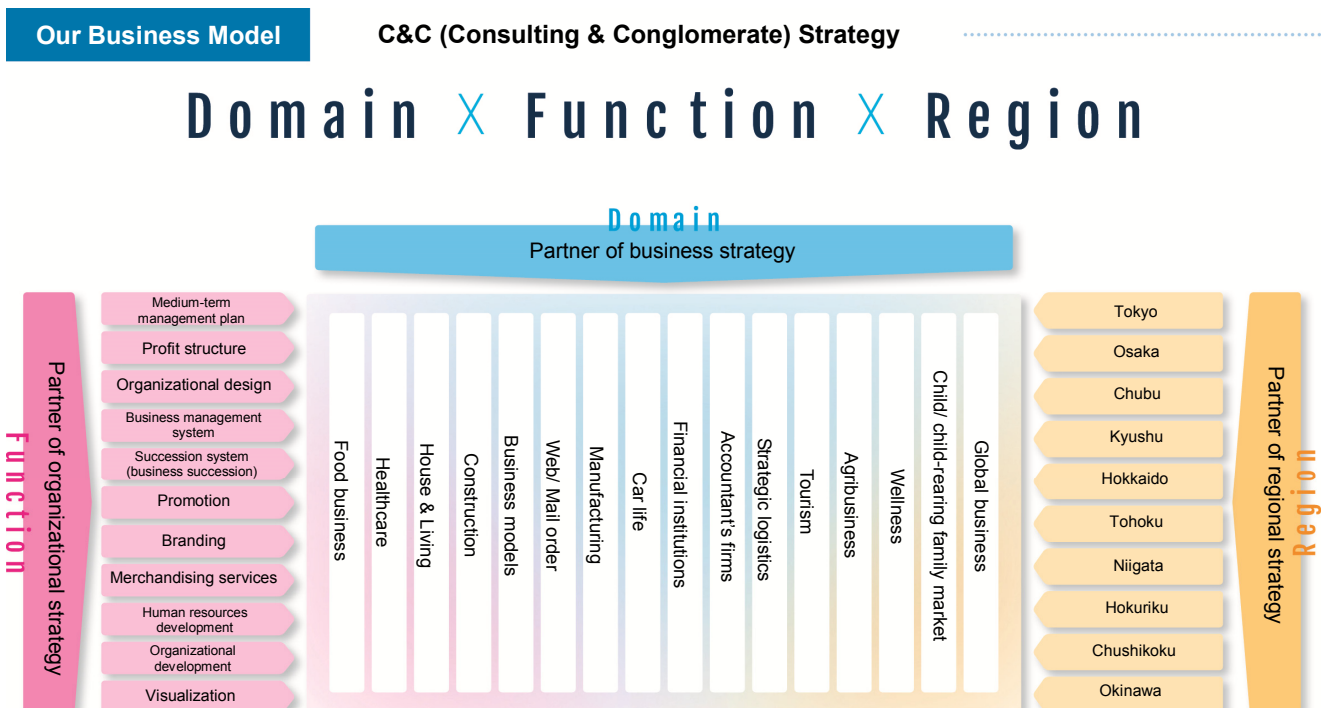 Our Business Model
C&C (Consulting & Conglomerate) Strategy
Domain X Function X Region
Domain
Partner of business strategy
Function
Partner of organizational strategy
Medium-term
management plan
Profit structure
Organizational design
Business management
system
Succession system
(business succession)
Promotion
Branding
Merchandising services
Human resources
development
Organizational
development
Visualization
Food business
Healthcare
House & Living
Construction
Business models
Web/ Mail order
Manufacturing
Car life
Financial institutions
Accountant's firms
Strategic logistics
Tourism
Agribusiness
Wellness
Child/ child-rearing family market
Global business
Tokyo
Osaka
Chubu
Kyushu
Hokkaido
Tohoku
Niigata
Hokuriku
Chushikoku
Okinawa
Partner of regional strategy
Region